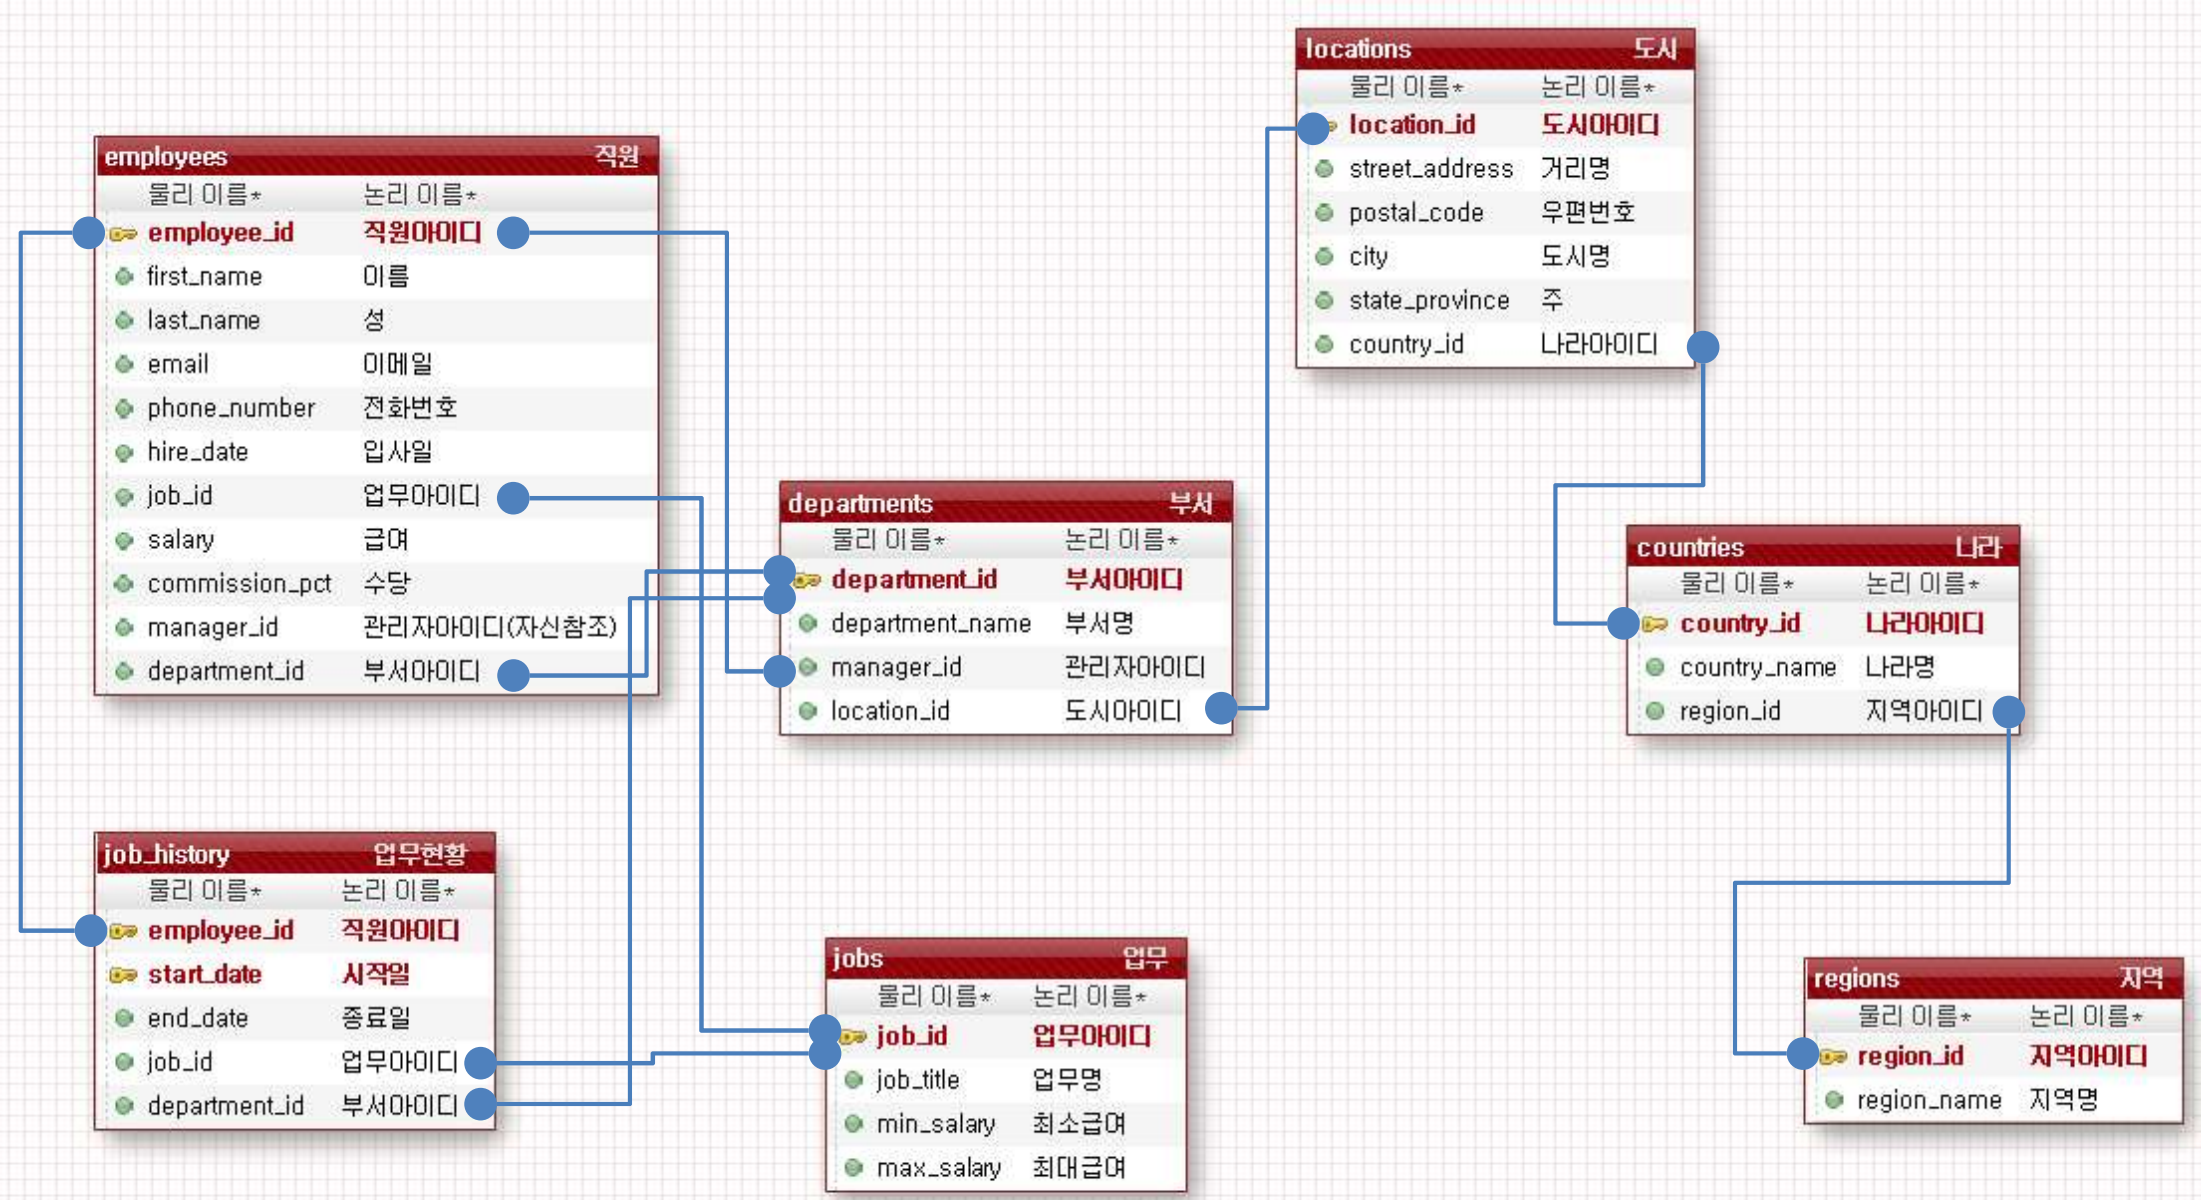 employees 직원
물리 이름* 논리 이름*
employee_id 직원아이디
first_name 이름
last_name 성
email 이메일
phone_number 전화번호
hire_date 입사일
job_id 업무아이디
salary 급여
commission_pct 수당
manager_id 관리자아이디(자신참조)
department_id 부서아이디
job_history 업무현황
물리 이름* 논리 이름*
employee_id 직원아이디
start_date 시작일
end_date 종료일
job_id 업무아이디
department_id 부서아이디
departments 부서
물리 이름* 논리 이름*
department_id 부서아이디
department_name 부서명
manager_id 관리자아이디
location_id 도시아이디
jobs 업무
물리 이름* 논리 이름*
job_id 업무아이디
job_title 업무명
min_salary 최소급여
max_salary 최대급여
locations 도시
물리 이름* 논리 이름*
location_id 도시아이디
street_address 거리명
postal_code 우편번호
city 도시명
state_province 주
country_id 나라아이디
countries 나라
물리 이름* 논리 이름*
country_id 나라아이디
country_name 나라명
region_id 지역아이디
regions 지역
물리 이름* 논리 이름*
region_id 지역아이디
region_name 지역명